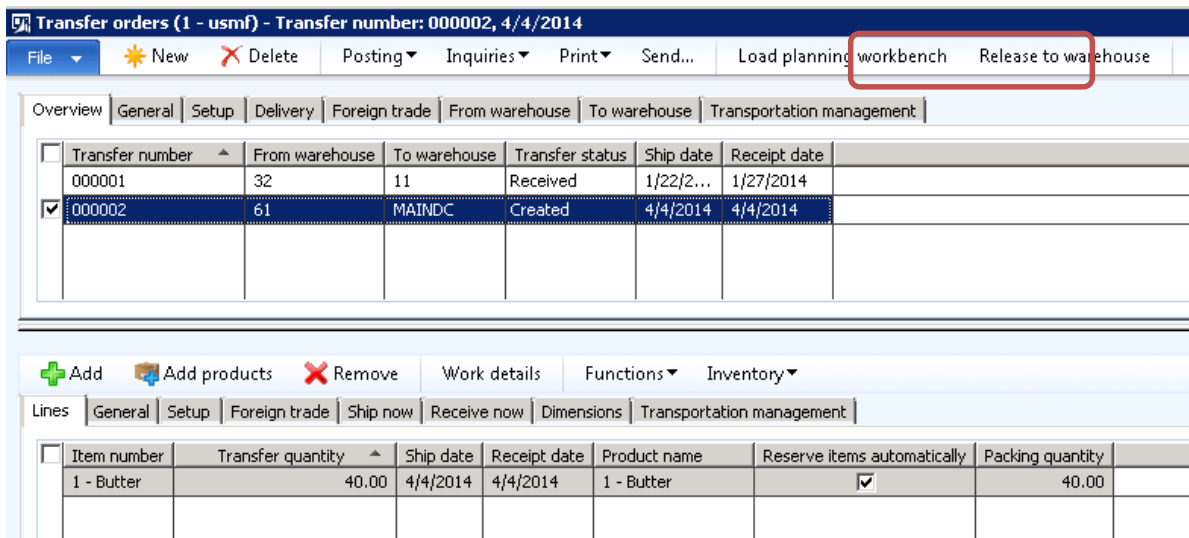 Transfer orders (1 - usmf) - Transfer number: 000002, 4/4/2014
File New Delete Posting Inquiries Print Send... Load planning workbench Release to warehouse
Overview General Setup Delivery Foreign trade From warehouse To warehouse Transportation management
Transfer number From warehouse To warehouse Transfer status Ship date Receipt date
000001 32 11 Received 1/22/2... 1/27/2014
000002 61 MAINDC Created 4/4/2014 4/4/2014
Add Add products Remove Work details Functions Inventory
Lines General Setup Foreign trade Ship now Receive now Dimensions Transportation management
Item number Transfer quantity Ship date Receipt date Product name Reserve items automatically Packing quantity
1 - Butter 40.00 4/4/2014 4/4/2014 1 - Butter 40.00